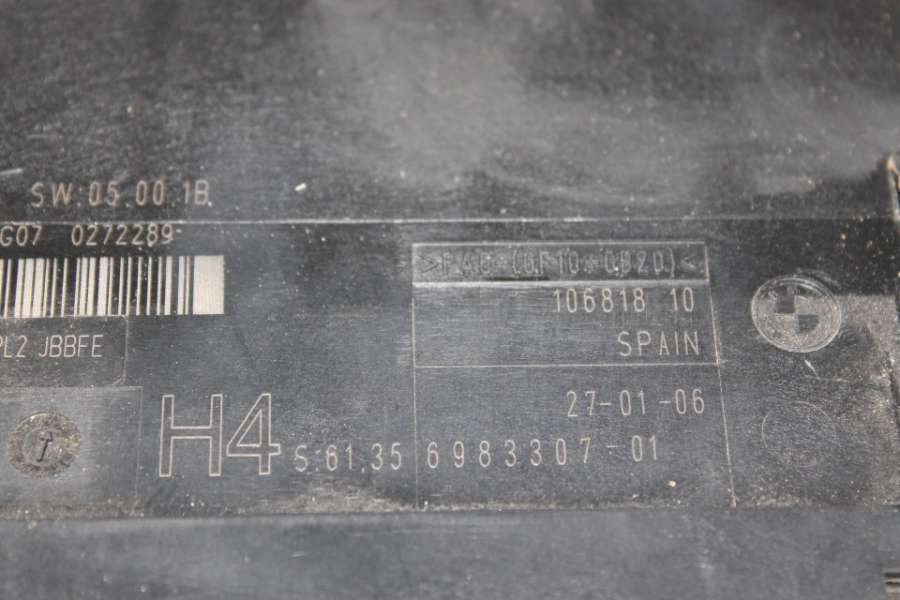 SW:05.00.1B
G07 0272289
>PA6-(GF10+GB20)<
106818 10
SPAIN
PL2 JBBFE
27-01-06
H4 S:61.35 6983307-01